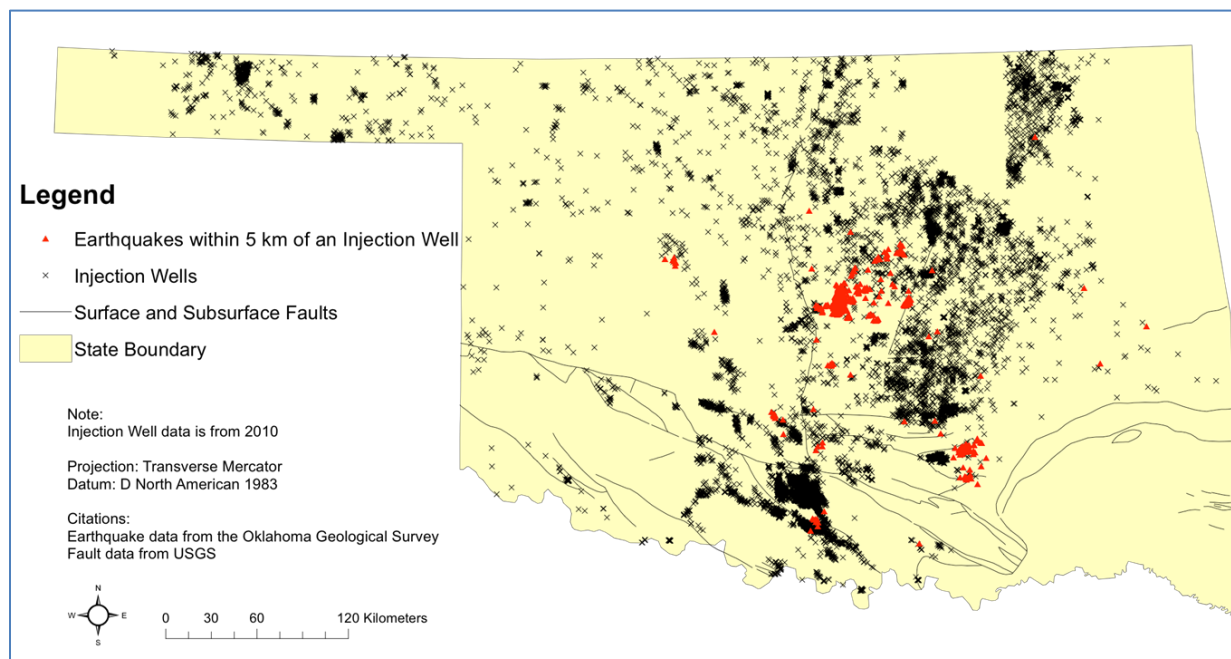 Legend
Earthquakes within 5 km of an Injection Well
Injection Wells
Surface and Subsurface Faults
State Boundary
Note:
Injection Well data is from 2010
Projection: Transverse Mercator
Datum: D North American 1983
Citations:
Earthquake data from the Oklahoma Geological Survey
Fault data from USGS
N
W E
S
0 30 60 120 Kilometers